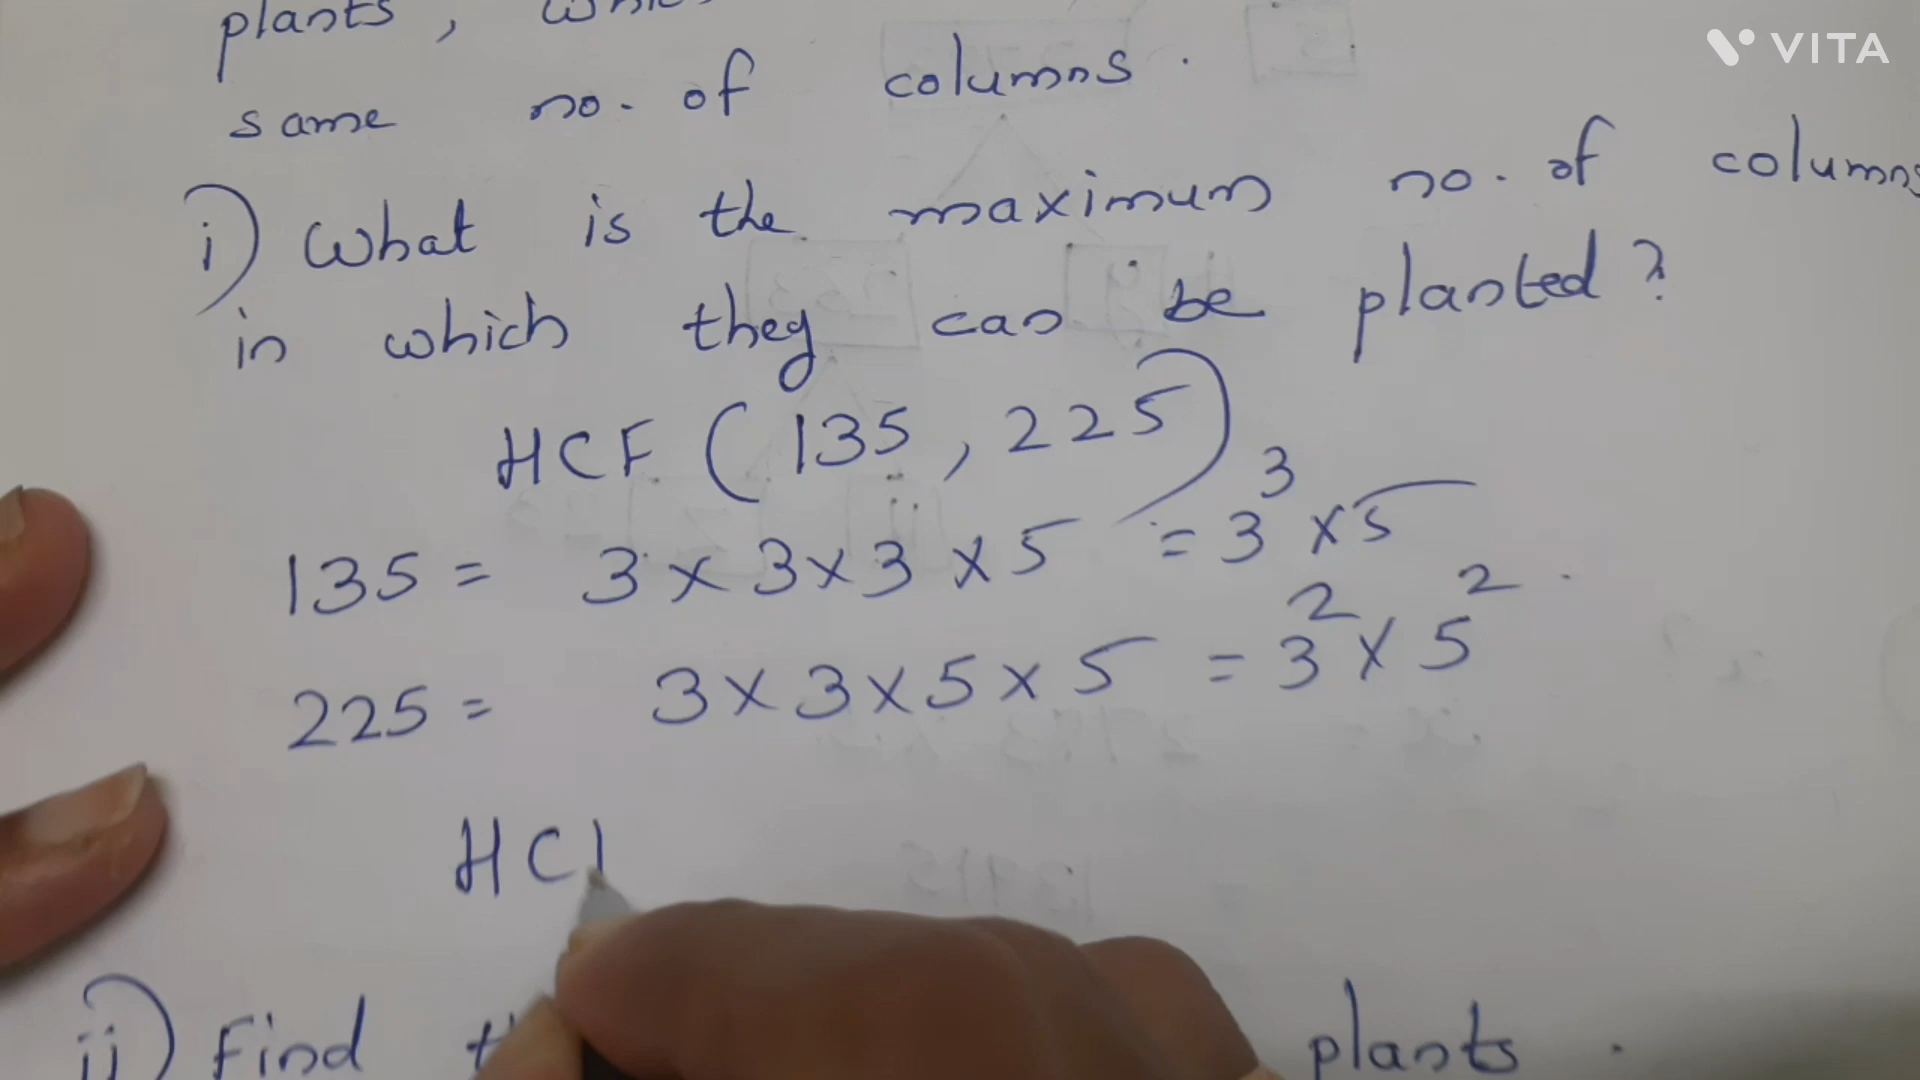 plants,
same no. of columns.
VITA
i) What is the maximum no. of columns
in which they can be planted?
HCF (135, 225)
135 = 3 x 3 x 3 x 5 = 3³ x 5
225 = 3 x 3 x 5 x 5 = 3² x 5²
HC
ii) Find plants.